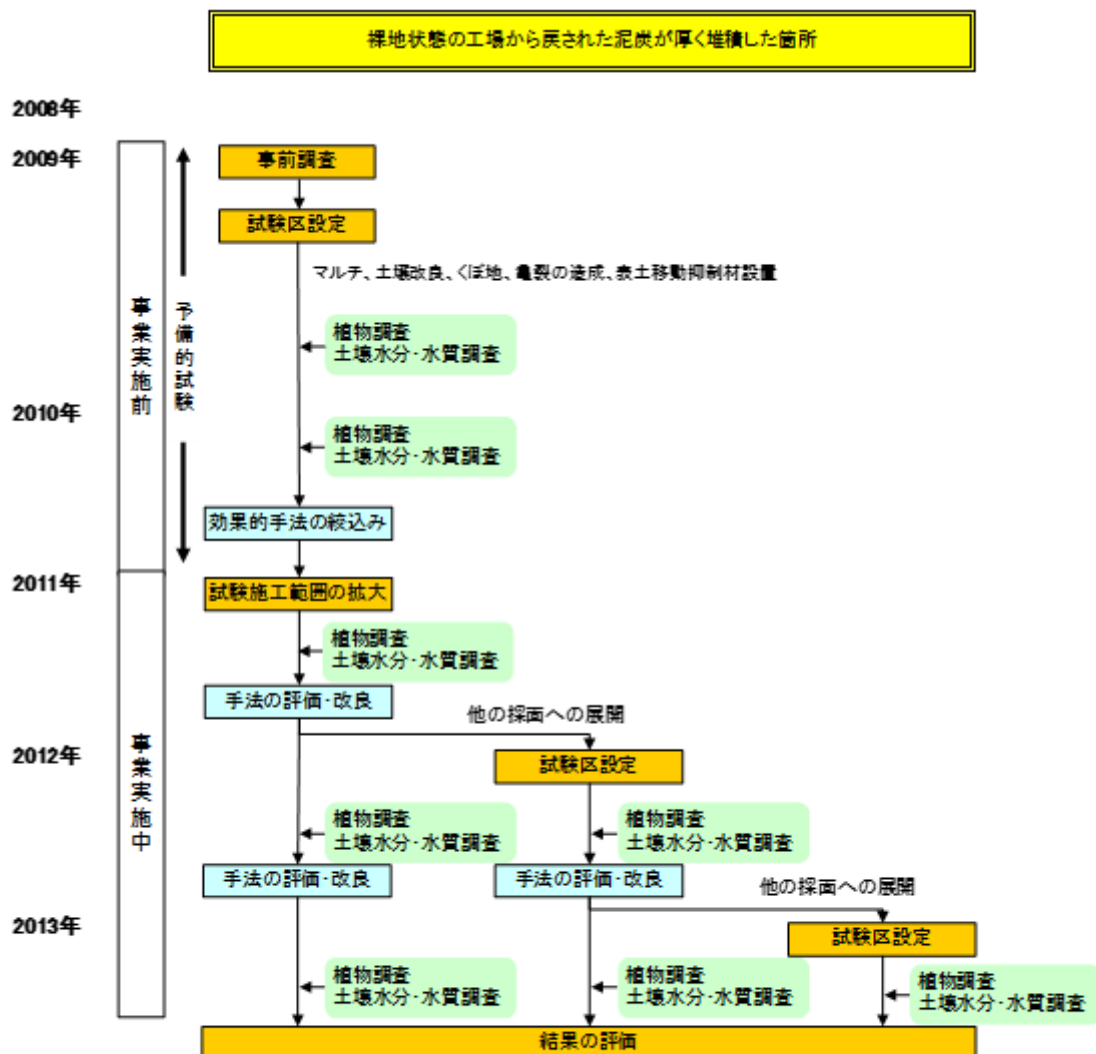 裸地状態の工場から戻された泥炭が厚く堆積した箇所
2008年
2009年
事前調査
試験区設定
マルチ、土壌改良、くぼ地、亀裂の造成、表土移動抑制材設置
事業実施前
予備的試験
植物調査
土壌水分・水質調査
2010年
植物調査
土壌水分・水質調査
効果的手法の絞込み
2011年
試験施工範囲の拡大
植物調査
土壌水分・水質調査
手法の評価・改良
他の採面への展開
2012年
事業実施中
試験区設定
植物調査
土壌水分・水質調査
植物調査
土壌水分・水質調査
手法の評価・改良
手法の評価・改良
他の採面への展開
2013年
試験区設定
植物調査
土壌水分・水質調査
植物調査
土壌水分・水質調査
植物調査
土壌水分・水質調査
結果の評価